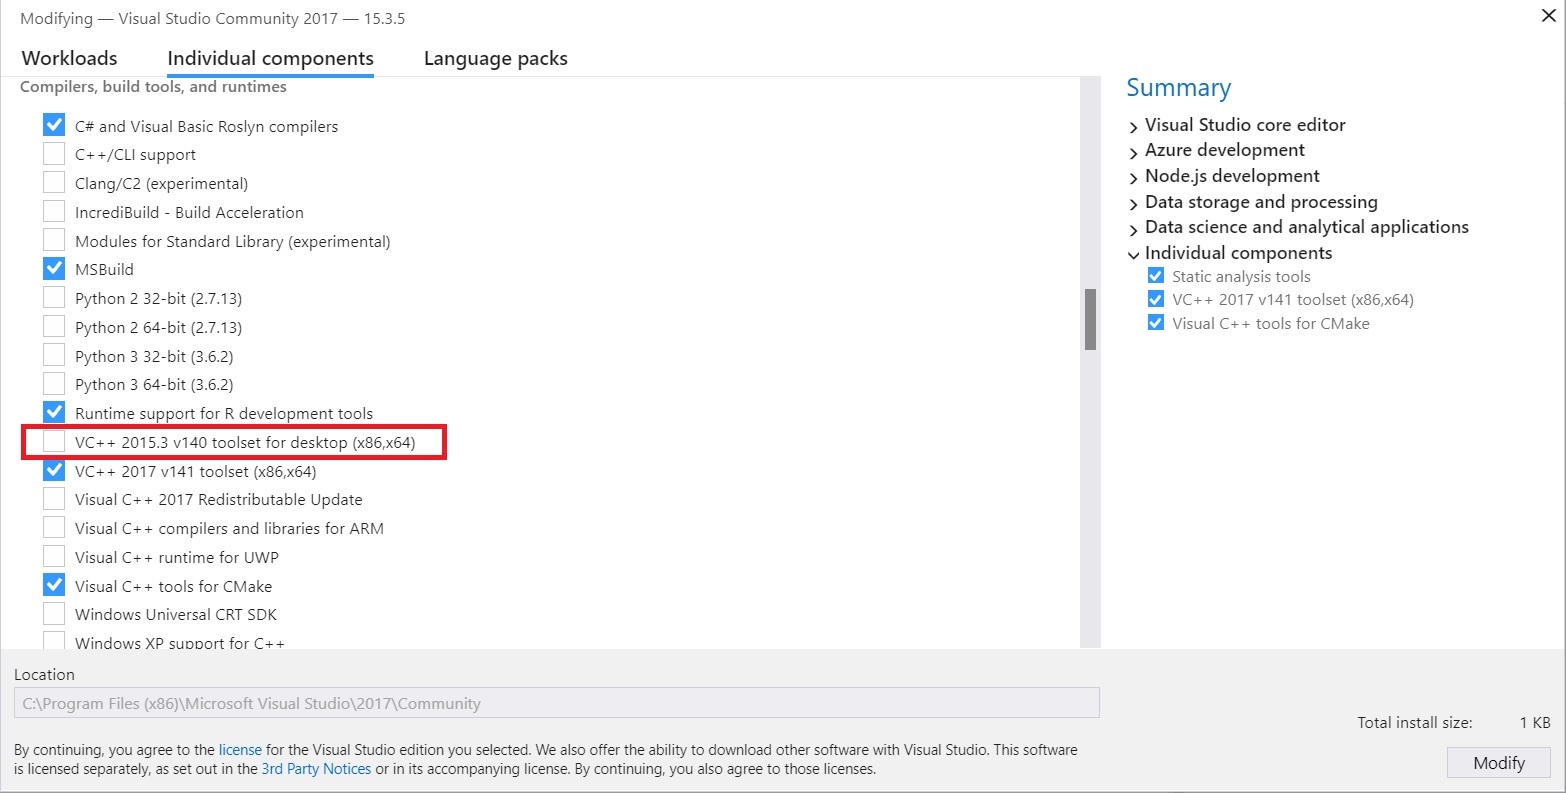 Modifying — Visual Studio Community 2017 — 15.3.5
Workloads
Individual components
Language packs
Compilers, build tools, and runtimes
C# and Visual Basic Roslyn compilers
C++/CLI support
Clang/C2 (experimental)
IncrediBuild - Build Acceleration
Modules for Standard Library (experimental)
MSBuild
Python 2 32-bit (2.7.13)
Python 2 64-bit (2.7.13)
Python 3 32-bit (3.6.2)
Python 3 64-bit (3.6.2)
Runtime support for R development tools
VC++ 2015.3 v140 toolset for desktop (x86,x64)
VC++ 2017 v141 toolset (x86,x64)
Visual C++ 2017 Redistributable Update
Visual C++ compilers and libraries for ARM
Visual C++ runtime for UWP
Visual C++ tools for CMake
Windows Universal CRT SDK
Windows XP support for C++
Summary
Visual Studio core editor
Azure development
Node.js development
Data storage and processing
Data science and analytical applications
Individual components
Static analysis tools
VC++ 2017 v141 toolset (x86,x64)
Visual C++ tools for CMake
Location
C:\Program Files (x86)\Microsoft Visual Studio\2017\Community
Total install size: 1 KB
By continuing, you agree to the license for the Visual Studio edition you selected. We also offer the ability to download other software with Visual Studio. This software
is licensed separately, as set out in the 3rd Party Notices or in its accompanying license. By continuing, you also agree to those licenses.
Modify